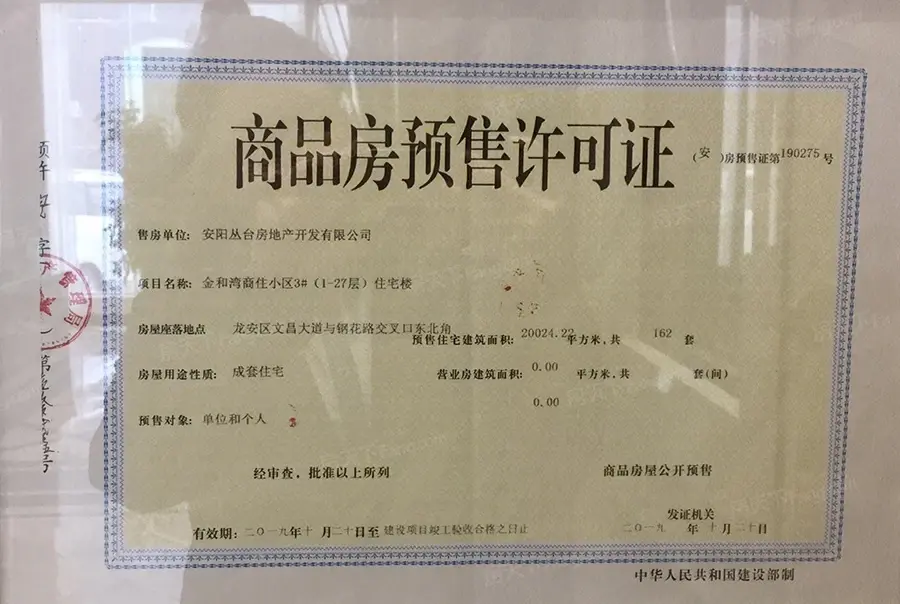 商品房预售许可证
(安)房预售证第190275号
售房单位: 安阳丛台房地产开发有限公司
项目名称: 金和湾商住小区3#(1-27层)住宅楼
房屋座落地点 龙安区文昌大道与钢花路交叉口东北角
预售住宅建筑面积: 20024.22平方米,共 162 套
房屋用途性质: 成套住宅
营业房建筑面积: 0.00 平方米,共 套(间)
0.00
预售对象: 单位和个人
经审查,批准以上所列 商品房屋公开预售
发证机关
有效期: 二〇一九年十月二十日至 建设项目竣工验收合格之日止
二〇一九 年 十月二十日
中华人民共和国建设部制
预许 安 字
管理局